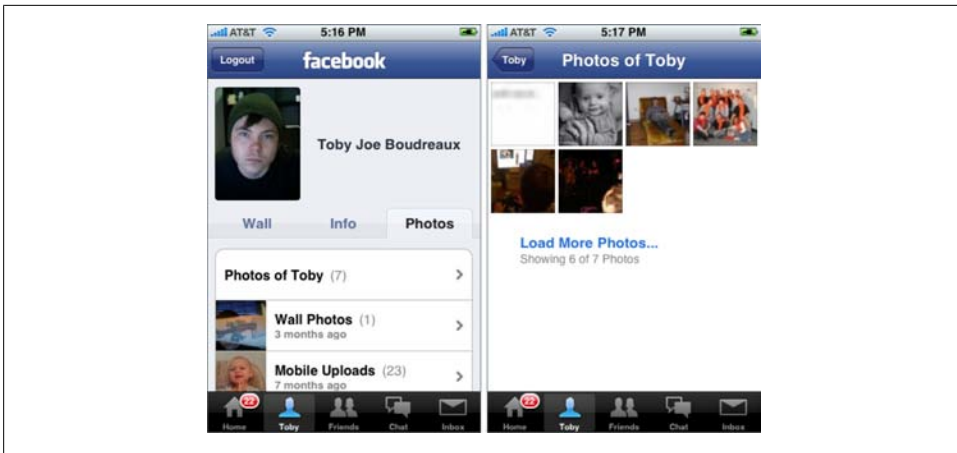 AT&T 5:16 PM
Logout facebook
Toby Joe Boudreaux
Wall Info Photos
Photos of Toby (7)
Wall Photos (1)
3 months ago
Mobile Uploads (23)
7 months ago
22
Home Toby Friends Chat Inbox
AT&T 5:17 PM
Toby Photos of Toby
Load More Photos...
Showing 6 of 7 Photos
22
Home Toby Friends Chat Inbox